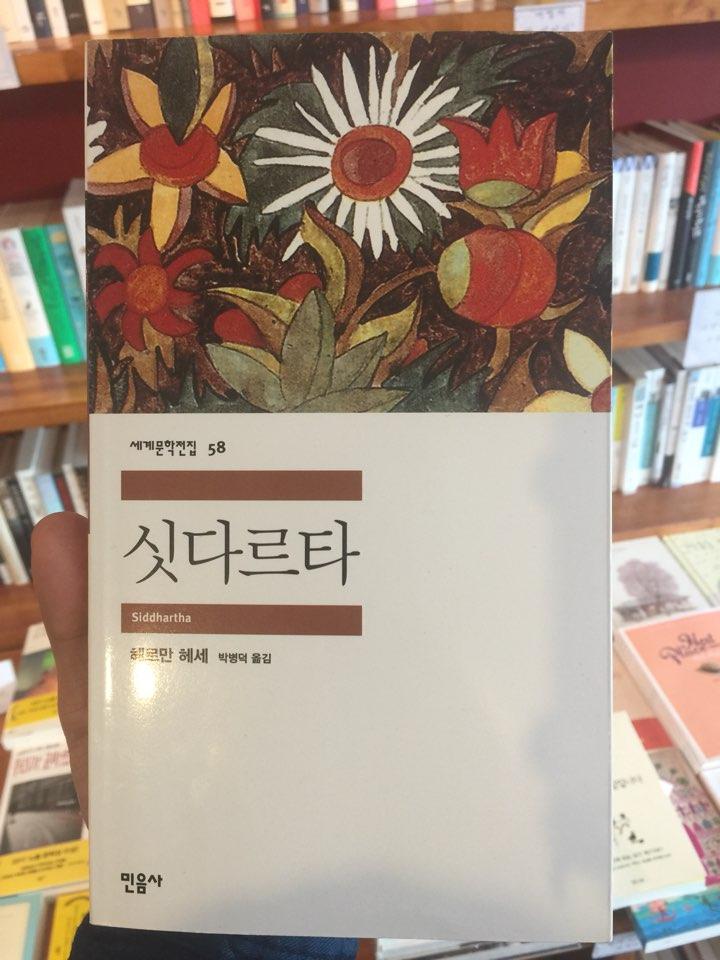 세계문학전집 58
싯다르타
Siddhartha
헤르만 헤세 박병덕 옮김
민음사